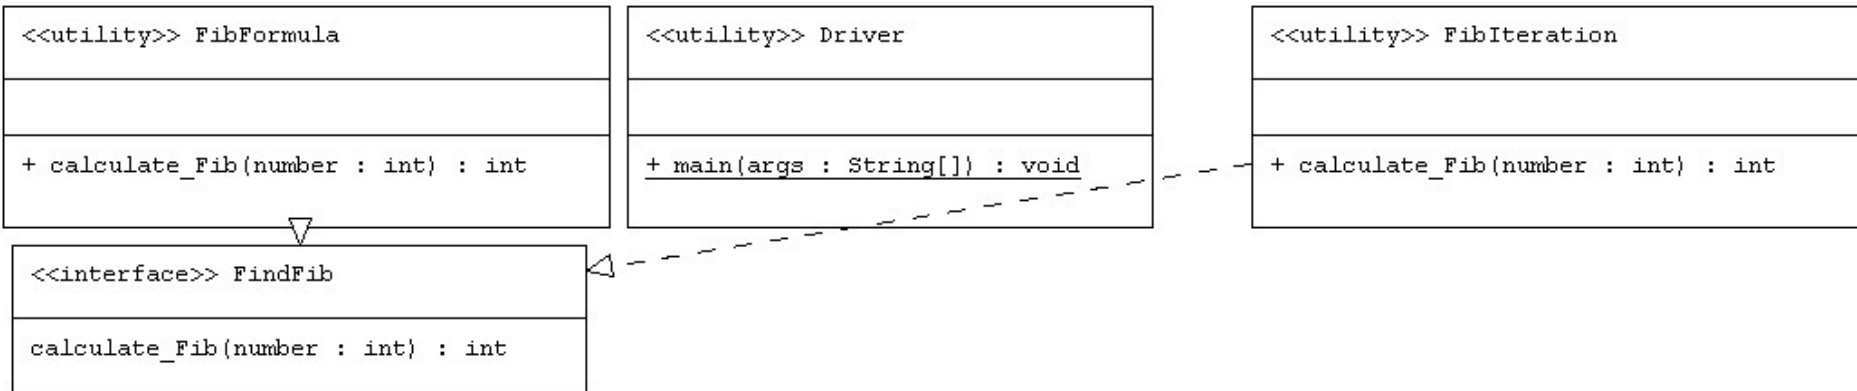 <<utility>> FibFormula
+ calculate_Fib(number : int) : int
<<utility>> Driver
+ main(args : String[]) : void
<<utility>> FibIteration
+ calculate_Fib(number : int) : int
<<interface>> FindFib
calculate_Fib(number : int) : int